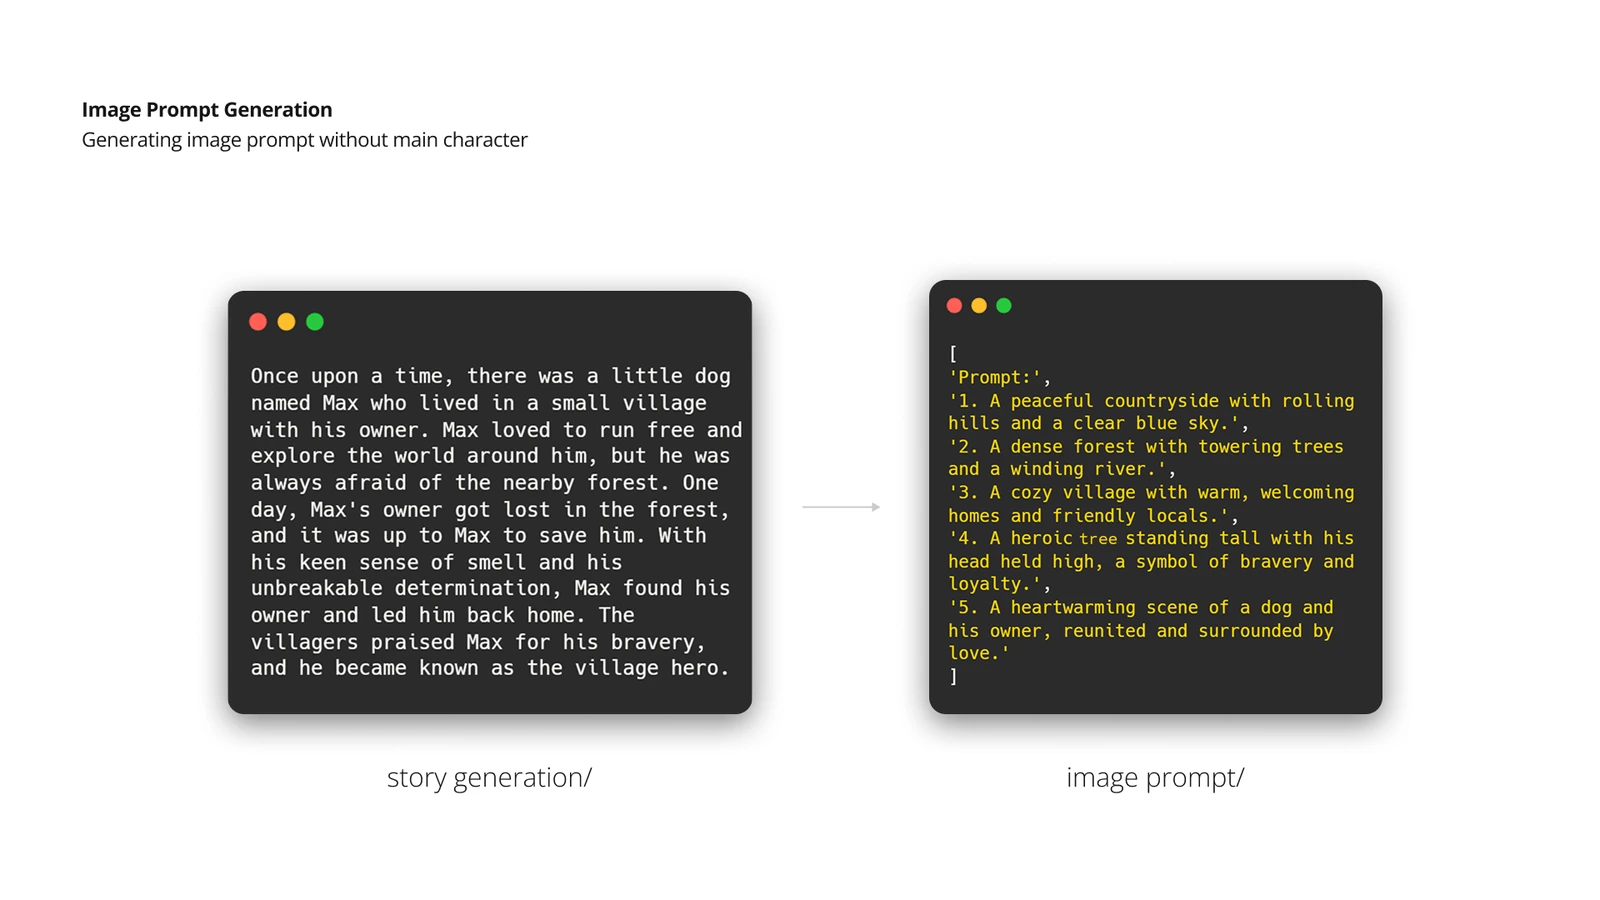 Image Prompt Generation
Generating image prompt without main character
Once upon a time, there was a little dog
named Max who lived in a small village
with his owner. Max loved to run free and
explore the world around him, but he was
always afraid of the nearby forest. One
day, Max's owner got lost in the forest,
and it was up to Max to save him. With
his keen sense of smell and his
unbreakable determination, Max found his
owner and led him back home. The
villagers praised Max for his bravery,
and he became known as the village hero.
story generation/
[
'Prompt:',
'1. A peaceful countryside with rolling
hills and a clear blue sky.',
'2. A dense forest with towering trees
and a winding river.',
'3. A cozy village with warm, welcoming
homes and friendly locals.',
'4. A heroic tree standing tall with his
head held high, a symbol of bravery and
loyalty.',
'5. A heartwarming scene of a dog and
his owner, reunited and surrounded by
love.'
]
image prompt/